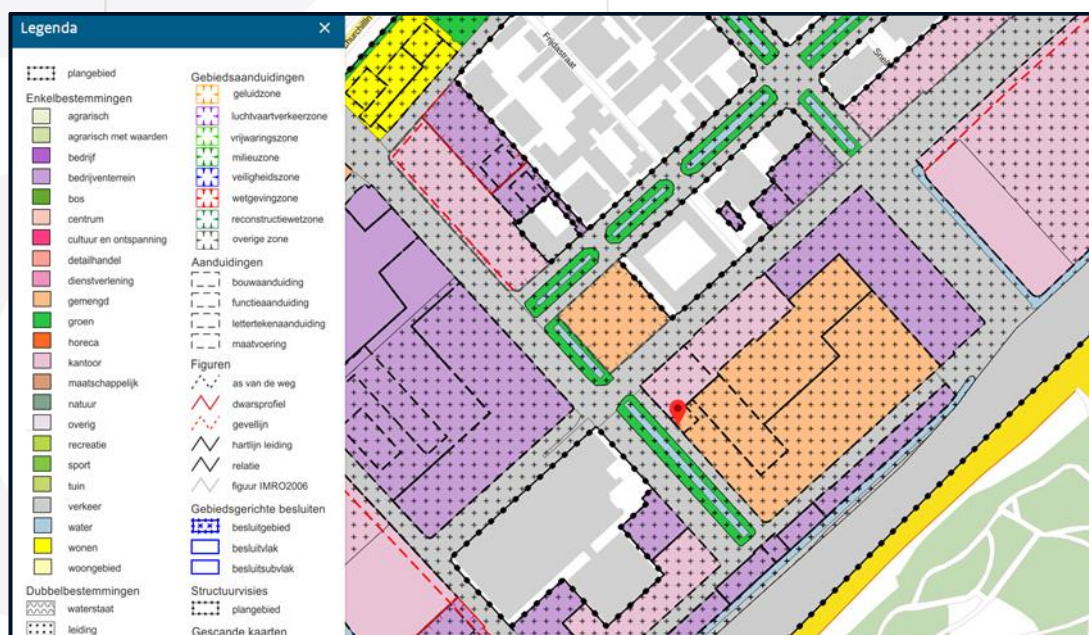 Legenda
plangebied
Enkelbestemmingen
agrarisch
agrarisch met waarden
bedrijf
bedrijventerrein
bos
centrum
cultuur en ontspanning
detailhandel
dienstverlening
gemengd
groen
horeca
kantoor
maatschappelijk
natuur
overig
recreatie
sport
tuin
verkeer
water
wonen
woongebied
Dubbelbestemmingen
waterstaat
leiding
Gebiedsaanduidingen
geluidzone
luchtvaartverkeerzone
vrijwaringszone
milieuzone
veiligheidszone
wetgevingzone
reconstructiewetzone
overige zone
Aanduidingen
bouwaanduiding
functieaanduiding
lettertekenaanduiding
maatvoering
Figuren
as van de weg
dwarsprofiel
gevellijn
hartlijn leiding
relatie
figuur IMRO2006
Gebiedsgerichte besluiten
besluitgebied
besluitvlak
besluitsubvlak
Structuurvisies
plangebied
Gescande kaarten
Frijdastraat